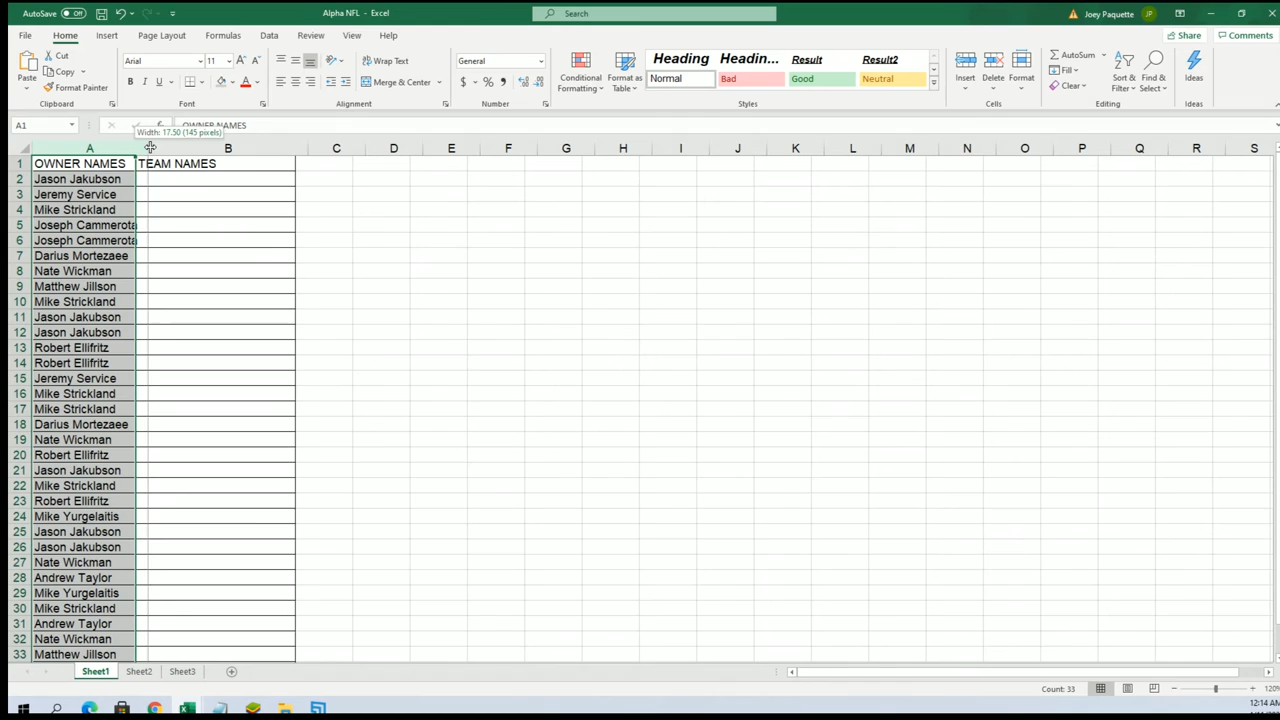 AutoSave Off Alpha NFL - Excel Search Joey Paquette JP
File Home Insert Page Layout Formulas Data Review View Help Share Comments
Paste Cut Copy Format Painter Clipboard
Arial 11 A A B I U A Font
Wrap Text Merge & Center Alignment
General $ % Number
Conditional Formatting Format as Table
Heading Headin... Result Result2
Normal Bad Good Neutral
Styles
Insert Delete Format Cells
AutoSum Fill Clear Sort & Filter Find & Select Editing
Ideas Ideas
A1 OWNER NAMES
Width: 17.50 (145 pixels)
A B C D E F G H I J K L M N O P Q R S
1 OWNER NAMES TEAM NAMES
2 Jason Jakubson
3 Jeremy Service
4 Mike Strickland
5 Joseph Cammerota
6 Joseph Cammerota
7 Darius Mortezaee
8 Nate Wickman
9 Matthew Jillson
10 Mike Strickland
11 Jason Jakubson
12 Jason Jakubson
13 Robert Ellifritz
14 Robert Ellifritz
15 Jeremy Service
16 Mike Strickland
17 Mike Strickland
18 Darius Mortezaee
19 Nate Wickman
20 Robert Ellifritz
21 Jason Jakubson
22 Mike Strickland
23 Robert Ellifritz
24 Mike Yurgelaitis
25 Jason Jakubson
26 Jason Jakubson
27 Nate Wickman
28 Andrew Taylor
29 Mike Yurgelaitis
30 Mike Strickland
31 Andrew Taylor
32 Nate Wickman
33 Matthew Jillson
Sheet1 Sheet2 Sheet3
Count: 33 120%
12:14 AM